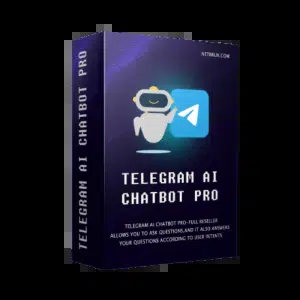 TELEGRAM AI CHATBOT PRO
TELEGRAM AI
CHATBOT PRO
TELEGRAM AI CHATBOT PRO-FULL RESELLER
ALLOWS YOU TO ASK QUESTIONS,AND IT ALSO ANSWERS
YOUR QUESTIONS ACCORDING TO USER INTENTS